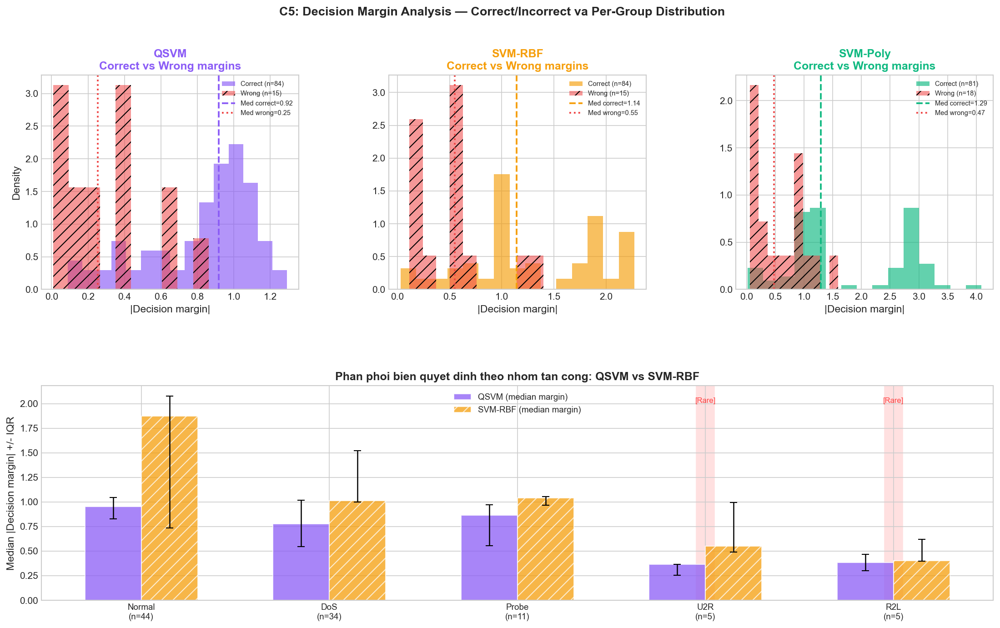 C5: Decision Margin Analysis — Correct/Incorrect va Per-Group Distribution
QSVM
Correct vs Wrong margins
Density
3.0
2.5
2.0
1.5
1.0
0.5
0.0
Correct (n=84)
Wrong (n=15)
Med correct=0.92
Med wrong=0.25
0.0 0.2 0.4 0.6 0.8 1.0 1.2
|Decision margin|
SVM-RBF
Correct vs Wrong margins
3.0
2.5
2.0
1.5
1.0
0.5
0.0
Correct (n=84)
Wrong (n=15)
Med correct=1.14
Med wrong=0.55
0.0 0.5 1.0 1.5 2.0
|Decision margin|
SVM-Poly
Correct vs Wrong margins
2.0
1.5
1.0
0.5
0.0
Correct (n=81)
Wrong (n=18)
Med correct=1.29
Med wrong=0.47
0.0 0.5 1.0 1.5 2.0 2.5 3.0 3.5 4.0
|Decision margin|
Phan phoi bien quyet dinh theo nhom tan cong: QSVM vs SVM-RBF
Median |Decision margin| +/- IQR
2.00
1.75
1.50
1.25
1.00
0.75
0.50
0.25
0.00
QSVM (median margin)
SVM-RBF (median margin)
[Rare] [Rare]
Normal DoS Probe U2R R2L
(n=44) (n=34) (n=11) (n=5) (n=5)